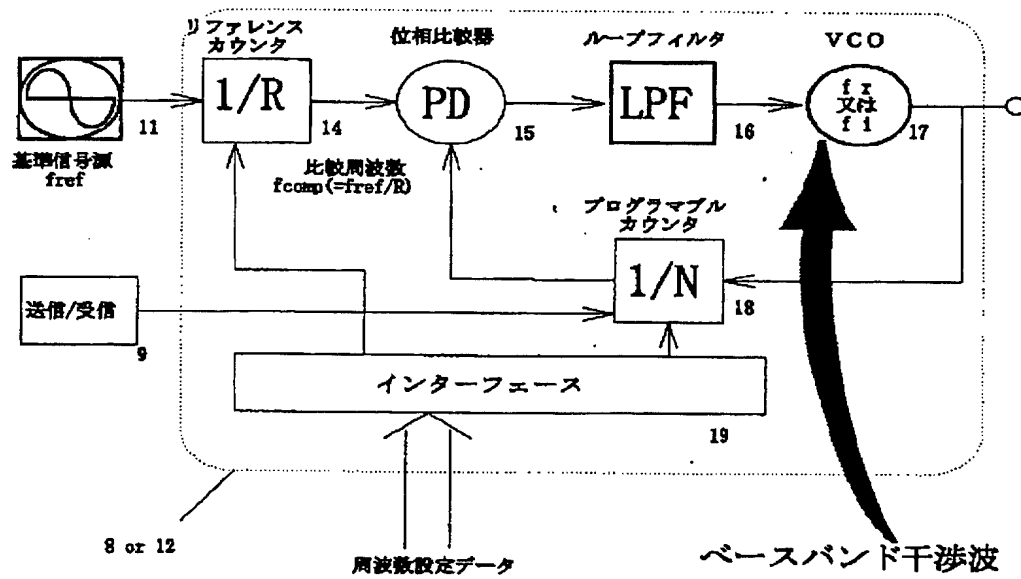 リファレンス
カウンタ
位相比較器
ループフィルタ
VCO
1/R
PD
LPF
fr
又は
fi
11
14
15
16
17
基準信号源
fref
比較周波数
fcomp(=fref/R)
プログラマブル
カウンタ
1/N
18
送信/受信
9
インターフェース
19
8 or 12
周波数設定データ
ベースバンド干渉波